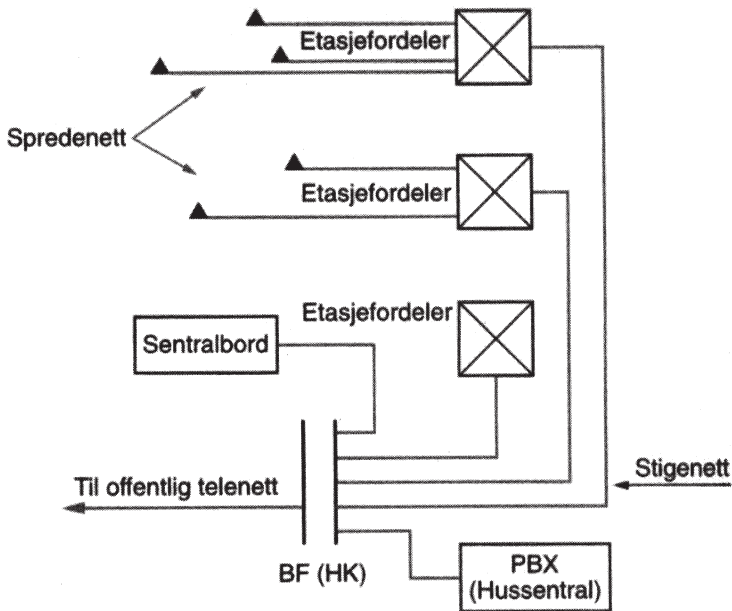 Etasjefordeler
Spredenett
Etasjefordeler
Etasjefordeler
Sentralbord
Til offentlig telenett
Stigenett
BF (HK)
PBX
(Hussentral)